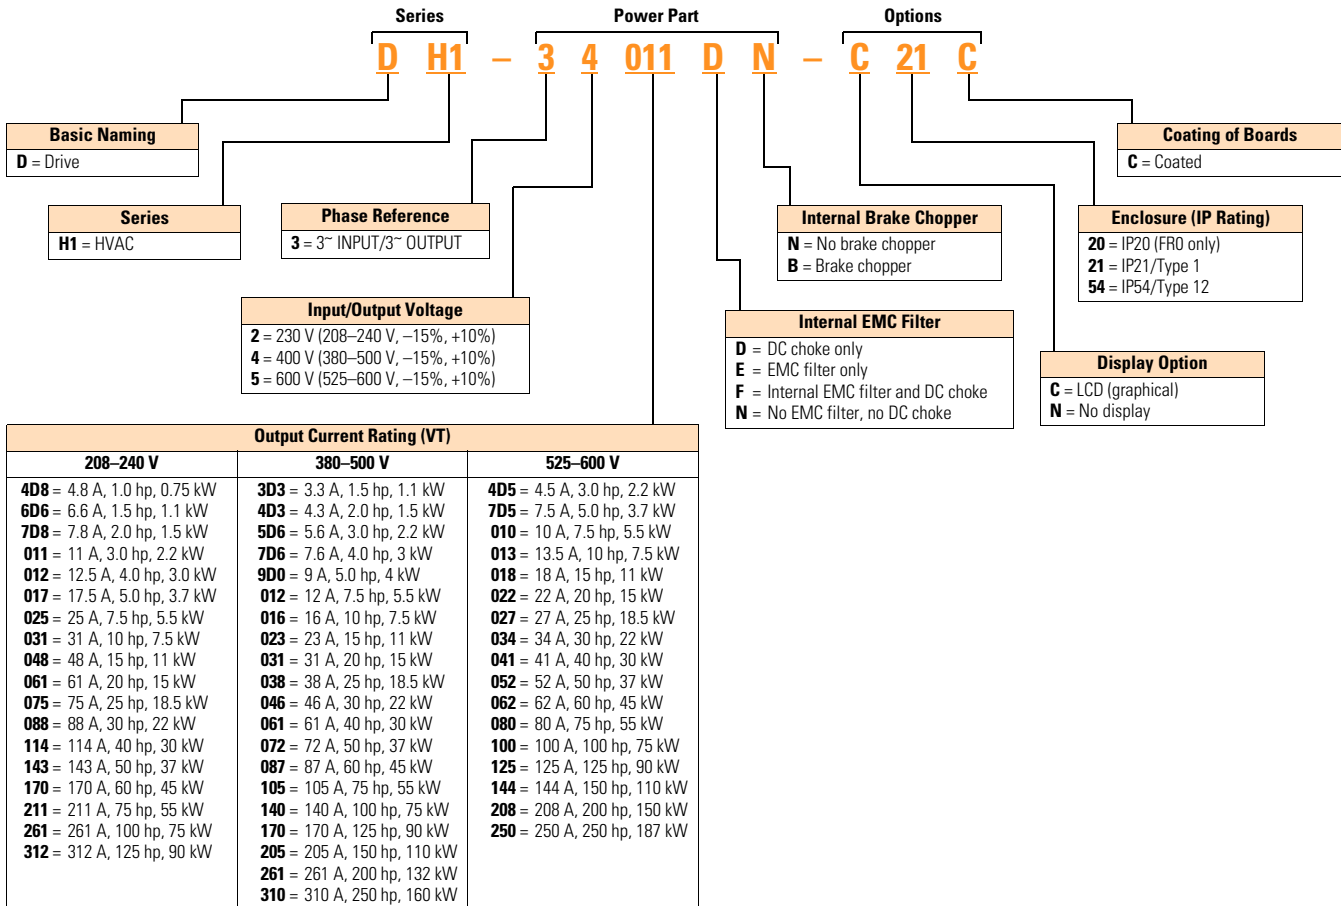 Series
Power Part
Options
D H1 – 3 4 011 D N – C 21 C
Basic Naming
D = Drive
Series
H1 = HVAC
Phase Reference
3 = 3~ INPUT/3~ OUTPUT
Input/Output Voltage
2 = 230 V (208–240 V, –15%, +10%)
4 = 400 V (380–500 V, –15%, +10%)
5 = 600 V (525–600 V, –15%, +10%)
Internal Brake Chopper
N = No brake chopper
B = Brake chopper
Internal EMC Filter
D = DC choke only
E = EMC filter only
F = Internal EMC filter and DC choke
N = No EMC filter, no DC choke
Coating of Boards
C = Coated
Enclosure (IP Rating)
20 = IP20 (FR0 only)
21 = IP21/Type 1
54 = IP54/Type 12
Display Option
C = LCD (graphical)
N = No display
Output Current Rating (VT)
208–240 V
4D8 = 4.8 A, 1.0 hp, 0.75 kW
6D6 = 6.6 A, 1.5 hp, 1.1 kW
7D8 = 7.8 A, 2.0 hp, 1.5 kW
011 = 11 A, 3.0 hp, 2.2 kW
012 = 12.5 A, 4.0 hp, 3.0 kW
017 = 17.5 A, 5.0 hp, 3.7 kW
025 = 25 A, 7.5 hp, 5.5 kW
031 = 31 A, 10 hp, 7.5 kW
048 = 48 A, 15 hp, 11 kW
061 = 61 A, 20 hp, 15 kW
075 = 75 A, 25 hp, 18.5 kW
088 = 88 A, 30 hp, 22 kW
114 = 114 A, 40 hp, 30 kW
143 = 143 A, 50 hp, 37 kW
170 = 170 A, 60 hp, 45 kW
211 = 211 A, 75 hp, 55 kW
261 = 261 A, 100 hp, 75 kW
312 = 312 A, 125 hp, 90 kW
380–500 V
3D3 = 3.3 A, 1.5 hp, 1.1 kW
4D3 = 4.3 A, 2.0 hp, 1.5 kW
5D6 = 5.6 A, 3.0 hp, 2.2 kW
7D6 = 7.6 A, 4.0 hp, 3 kW
9D0 = 9 A, 5.0 hp, 4 kW
012 = 12 A, 7.5 hp, 5.5 kW
016 = 16 A, 10 hp, 7.5 kW
023 = 23 A, 15 hp, 11 kW
031 = 31 A, 20 hp, 15 kW
038 = 38 A, 25 hp, 18.5 kW
046 = 46 A, 30 hp, 22 kW
061 = 61 A, 40 hp, 30 kW
072 = 72 A, 50 hp, 37 kW
087 = 87 A, 60 hp, 45 kW
105 = 105 A, 75 hp, 55 kW
140 = 140 A, 100 hp, 75 kW
170 = 170 A, 125 hp, 90 kW
205 = 205 A, 150 hp, 110 kW
261 = 261 A, 200 hp, 132 kW
310 = 310 A, 250 hp, 160 kW
525–600 V
4D5 = 4.5 A, 3.0 hp, 2.2 kW
7D5 = 7.5 A, 5.0 hp, 3.7 kW
010 = 10 A, 7.5 hp, 5.5 kW
013 = 13.5 A, 10 hp, 7.5 kW
018 = 18 A, 15 hp, 11 kW
022 = 22 A, 20 hp, 15 kW
027 = 27 A, 25 hp, 18.5 kW
034 = 34 A, 30 hp, 22 kW
041 = 41 A, 40 hp, 30 kW
052 = 52 A, 50 hp, 37 kW
062 = 62 A, 60 hp, 45 kW
080 = 80 A, 75 hp, 55 kW
100 = 100 A, 100 hp, 75 kW
125 = 125 A, 125 hp, 90 kW
144 = 144 A, 150 hp, 110 kW
208 = 208 A, 200 hp, 150 kW
250 = 250 A, 250 hp, 187 kW